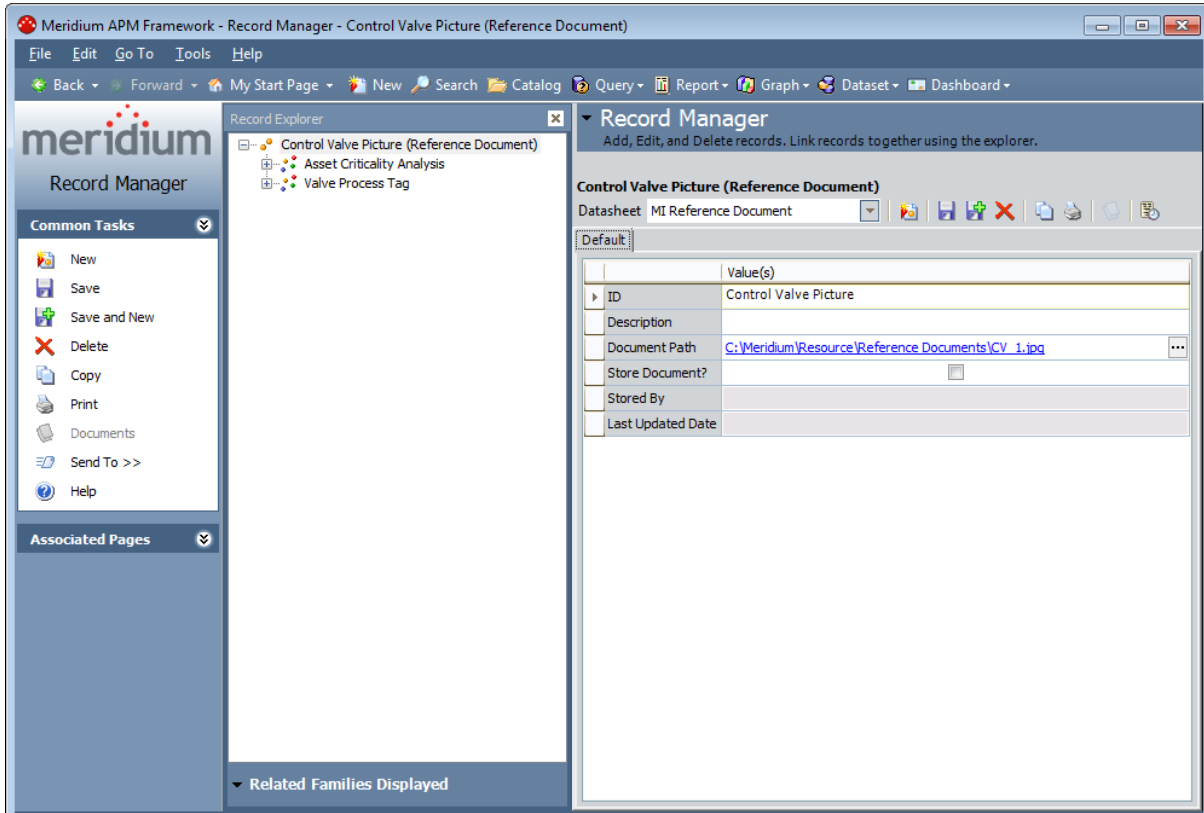 Meridium APM Framework - Record Manager - Control Valve Picture (Reference Document)
File Edit Go To Tools Help
Back Forward My Start Page New Search Catalog Query Report Graph Dataset Dashboard
meridium
Record Manager
Common Tasks
New
Save
Save and New
Delete
Copy
Print
Documents
Send To >>
Help
Associated Pages
Record Explorer
Control Valve Picture (Reference Document)
Asset Criticality Analysis
Valve Process Tag
Related Families Displayed
Record Manager
Add, Edit, and Delete records. Link records together using the explorer.
Control Valve Picture (Reference Document)
Datasheet MI Reference Document
Default
Value(s)
ID Control Valve Picture
Description
Document Path C:\Meridium\Resource\Reference Documents\CV_1.jpg ...
Store Document?
Stored By
Last Updated Date